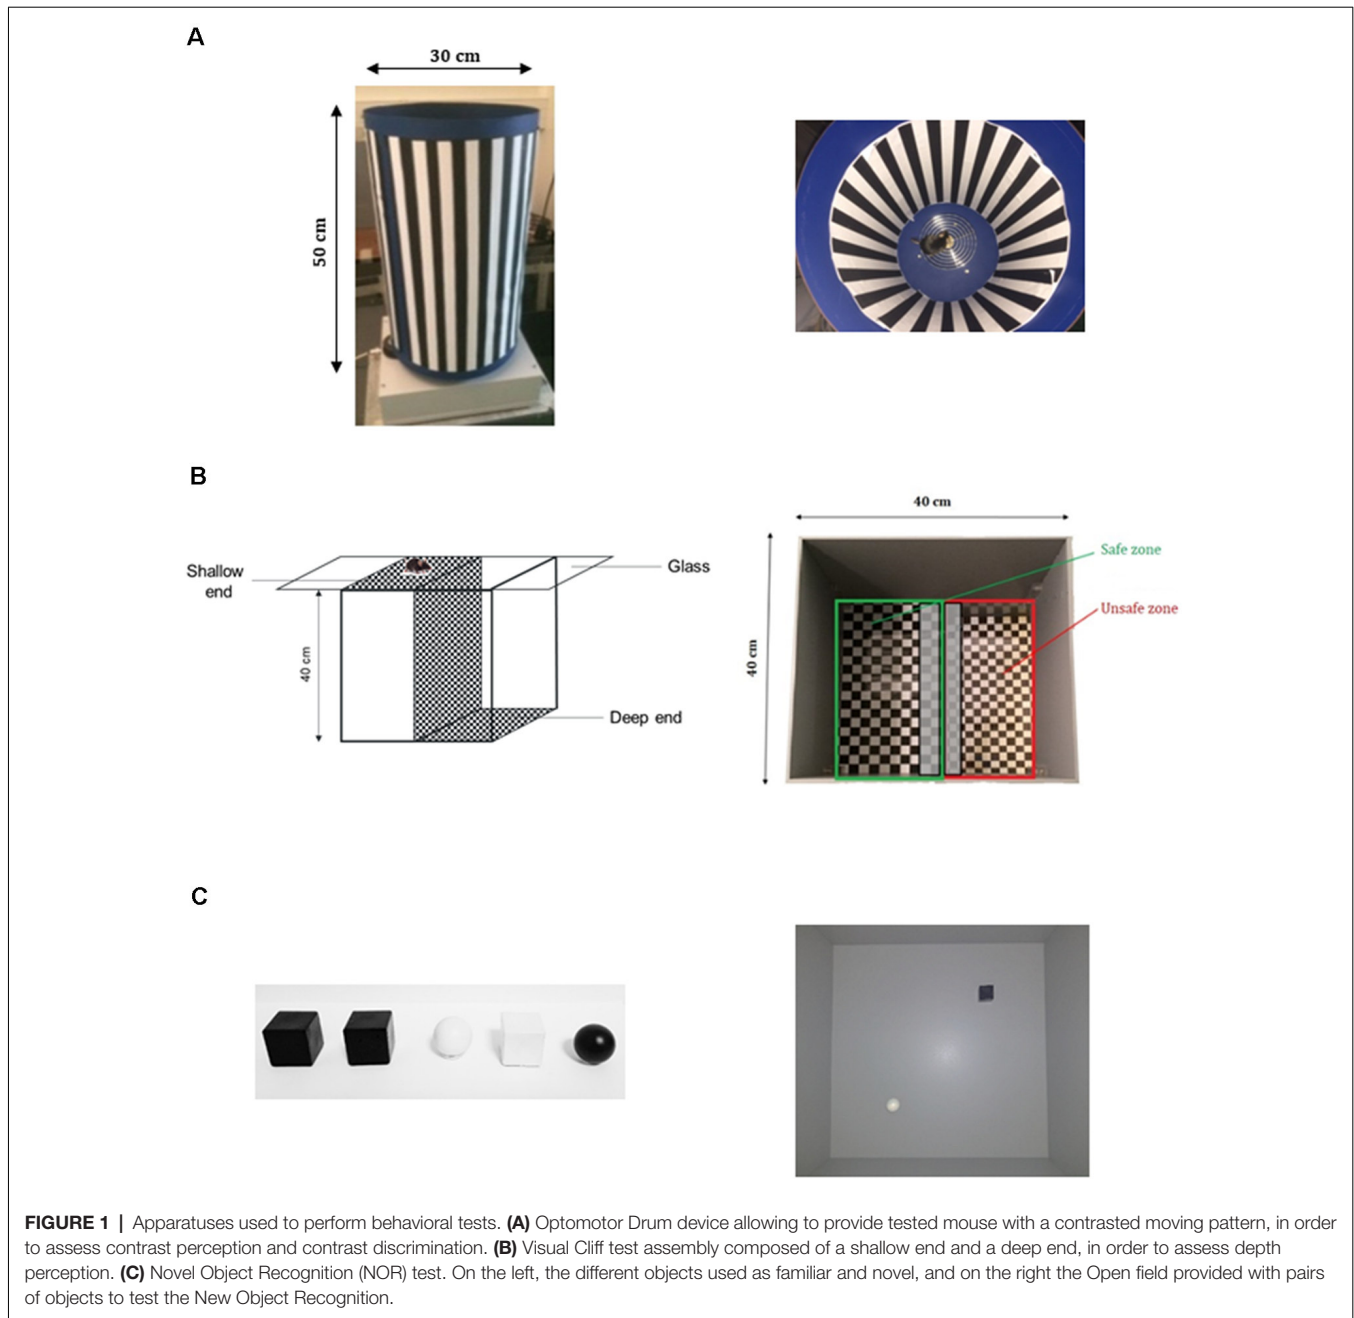 A
30 cm
50 cm
B
Shallow
end
40 cm
Glass
Deep end
40 cm
40 cm
Safe zone
Unsafe zone
C
FIGURE 1 | Apparatuses used to perform behavioral tests. (A) Optomotor Drum device allowing to provide tested mouse with a contrasted moving pattern, in order
to assess contrast perception and contrast discrimination. (B) Visual Cliff test assembly composed of a shallow end and a deep end, in order to assess depth
perception. (C) Novel Object Recognition (NOR) test. On the left, the different objects used as familiar and novel, and on the right the Open field provided with pairs
of objects to test the New Object Recognition.